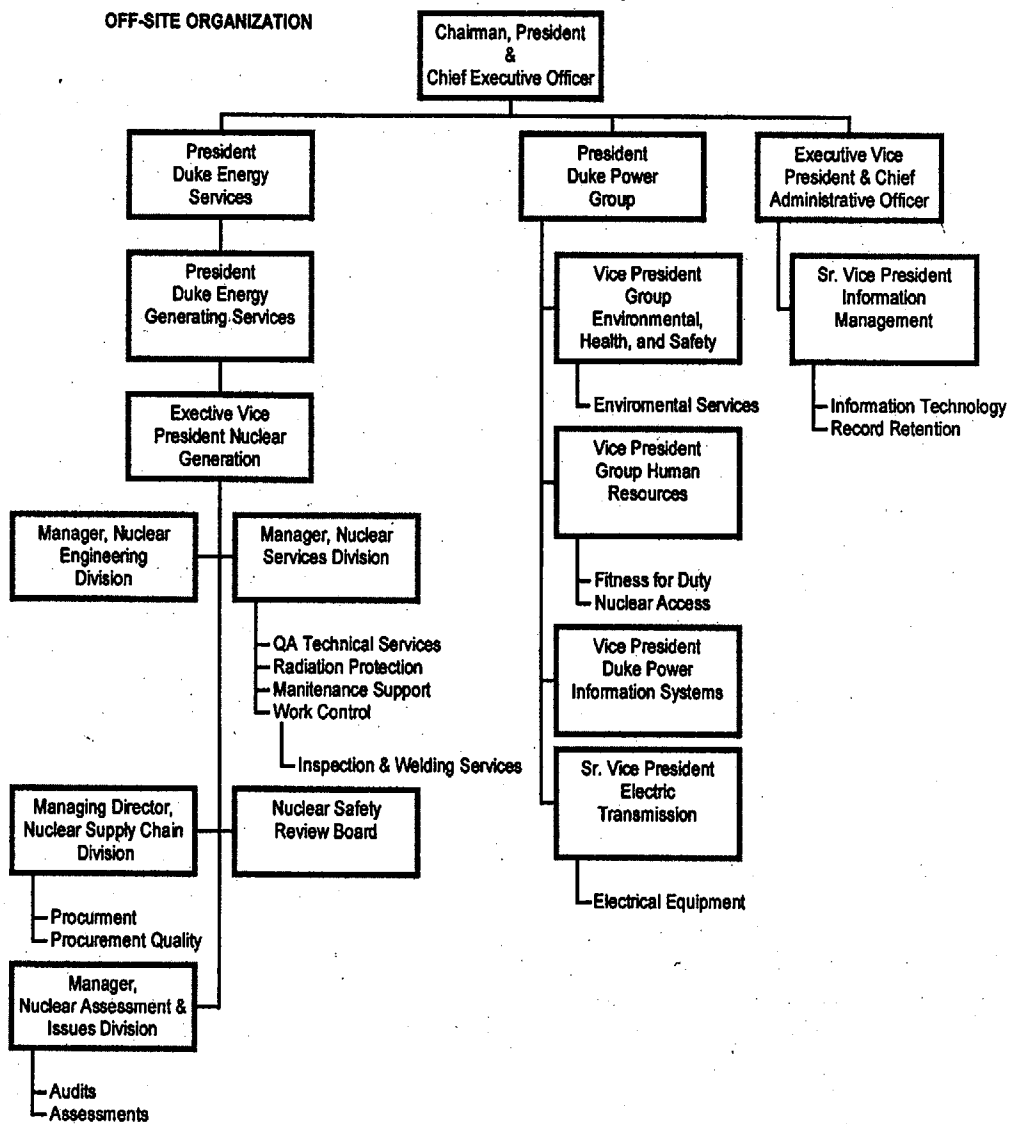 OFF-SITE ORGANIZATION
Chairman, President
&
Chief Executive Officer
President
Duke Energy
Services
President
Duke Power
Group
Executive Vice
President & Chief
Administrative Officer
President
Duke Energy
Generating Services
Vice President
Group
Environmental,
Health, and Safety
Sr. Vice President
Information
Management
Enviromental Services
Information Technology
Record Retention
Exective Vice
President Nuclear
Generation
Vice President
Group Human
Resources
Manager, Nuclear
Engineering
Division
Manager, Nuclear
Services Division
Fitness for Duty
Nuclear Access
QA Technical Services
Radiation Protection
Manitenance Support
Work Control
Inspection & Welding Services
Vice President
Duke Power
Information Systems
Sr. Vice President
Electric
Transmission
Managing Director,
Nuclear Supply Chain
Division
Nuclear Safety
Review Board
Electrical Equipment
Procurment
Procurement Quality
Manager,
Nuclear Assessment &
Issues Division
Audits
Assessments